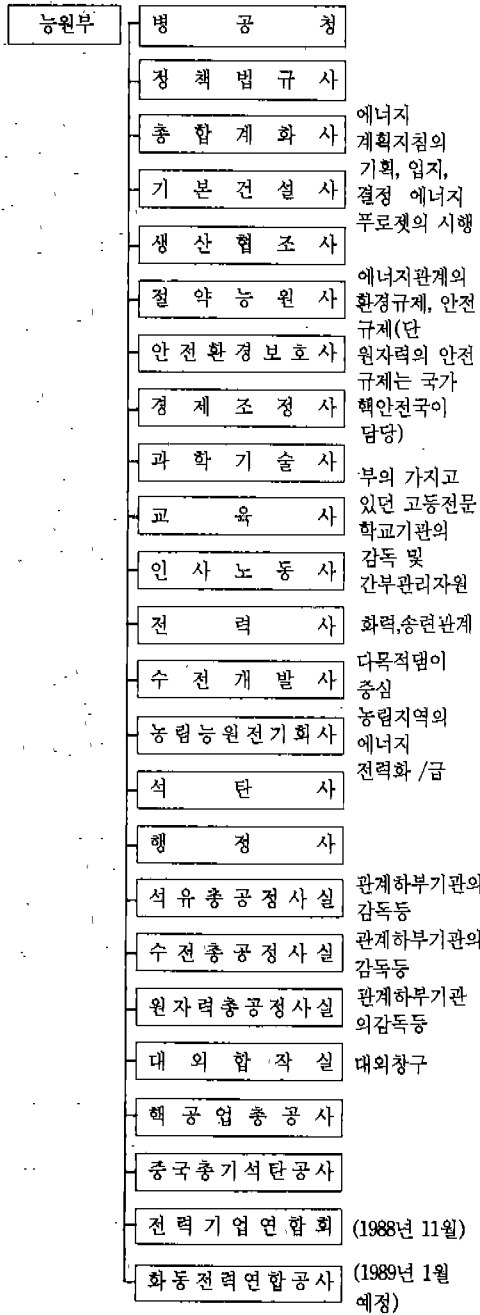 능원부
병 공 청
정 책 법 규 사
총 합 계 화 사
에너지
계획지침의
기획, 입지,
결정 에너지
푸로젯의 시행
기 본 건 설 사
생 산 협 조 사
절 약 능 원 사
에너지관계의
환경규제, 안전
규제(단
원자력의 안전
규제는 국가
핵안전국이
담당)
안 전 환 경 보 호 사
경 제 조 정 사
과 학 기 술 사
교 육 사
부의 가지고
있던 고등전문
학교기관의
감독 및
간부관리자원
인 사 노 동 사
전 력 사
화력,송련관계
수 전 개 발 사
다목적댐이
중심
농림능원전기회사
농림지역의
에너지
전력화 /급
석 탄 사
행 정 사
석 유 총 공 정 사 실
관계하부기관의
감독등
수 전 총 공 정 사 실
관계하부기관의
감독등
원자력총공정사실
관계하부기관
의감독등
대 외 합 작 실
대외창구
핵 공 업 총 공 사
중국총기석탄공사
전 력 기 업 연 합 회
(1988년 11월)
화동전력연합공사
(1989년 1월
예정)